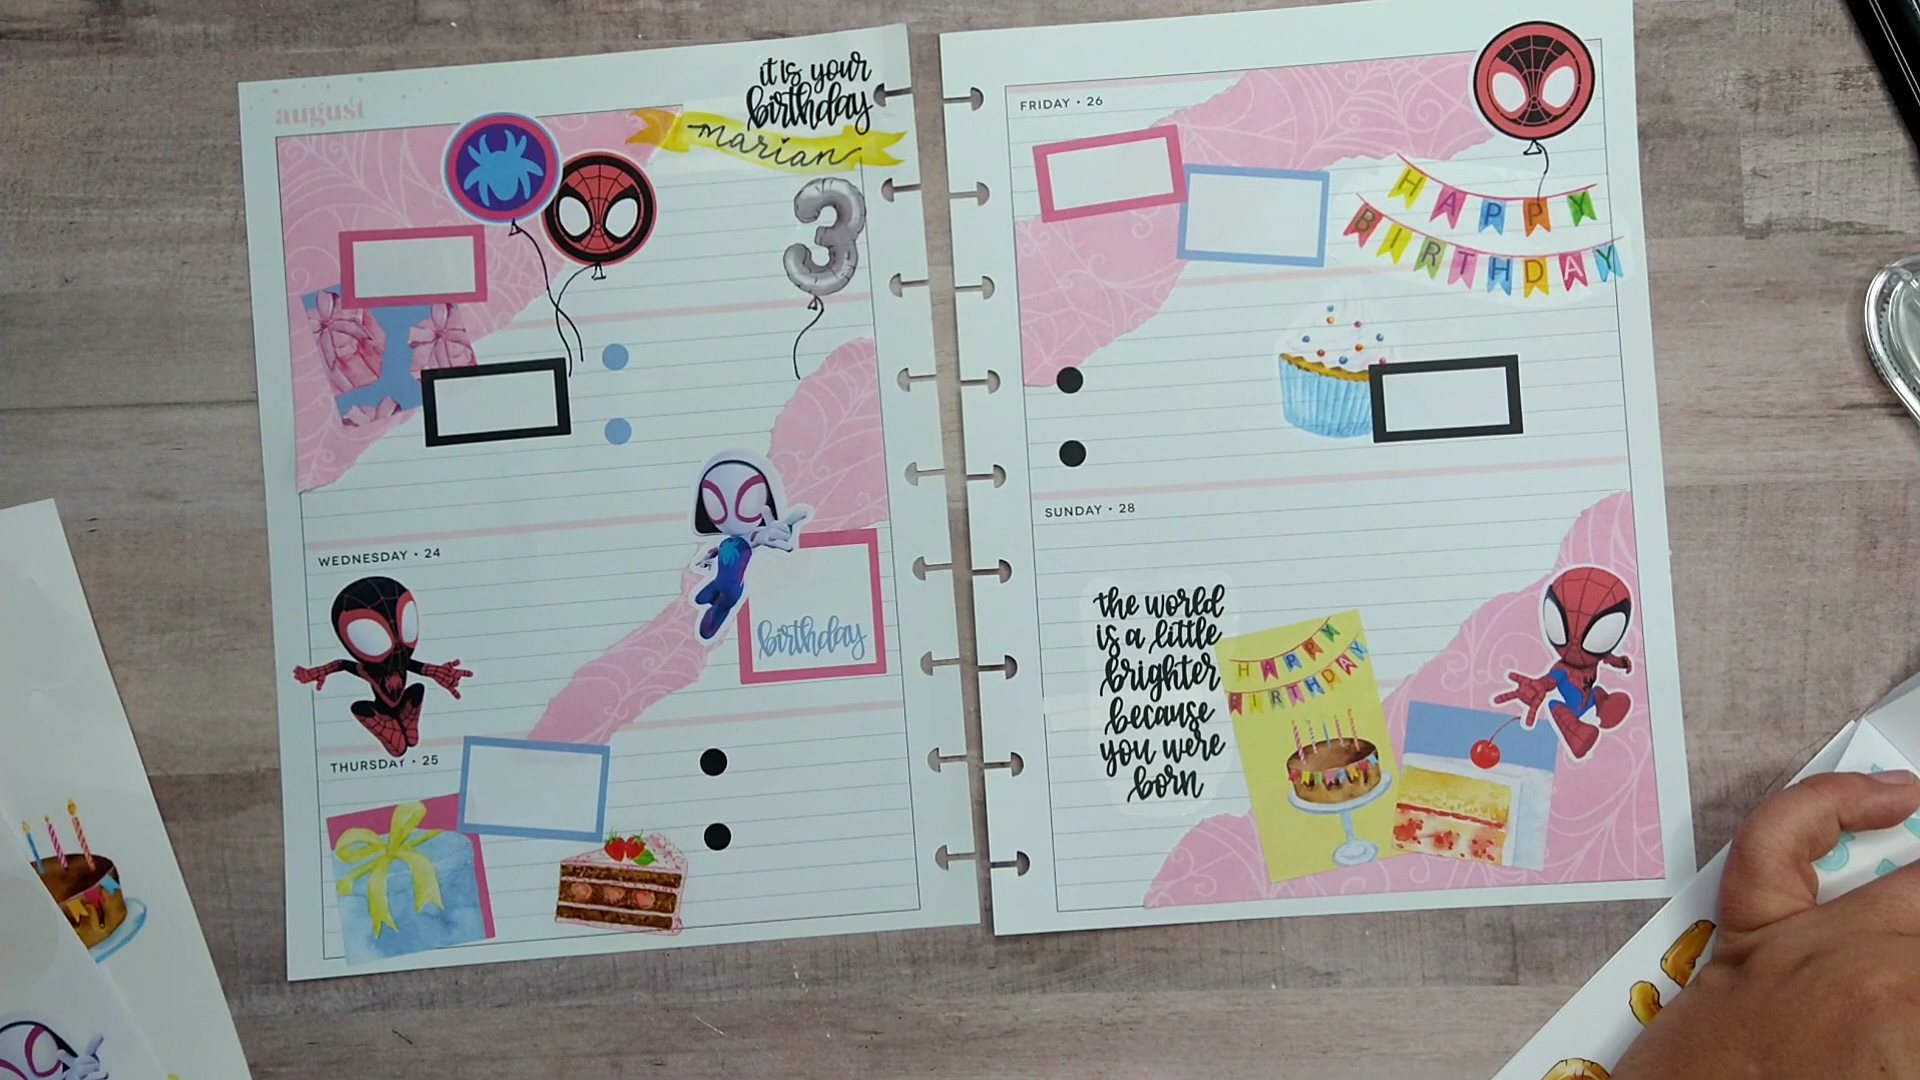 august
it is your
birthday
marian
3
WEDNESDAY • 24
birthday
THURSDAY • 25
FRIDAY • 26
HAPPY
BIRTHDAY
SUNDAY • 28
the world
is a little
brighter
because
you were
born
HAPPY
BIRTHDAY